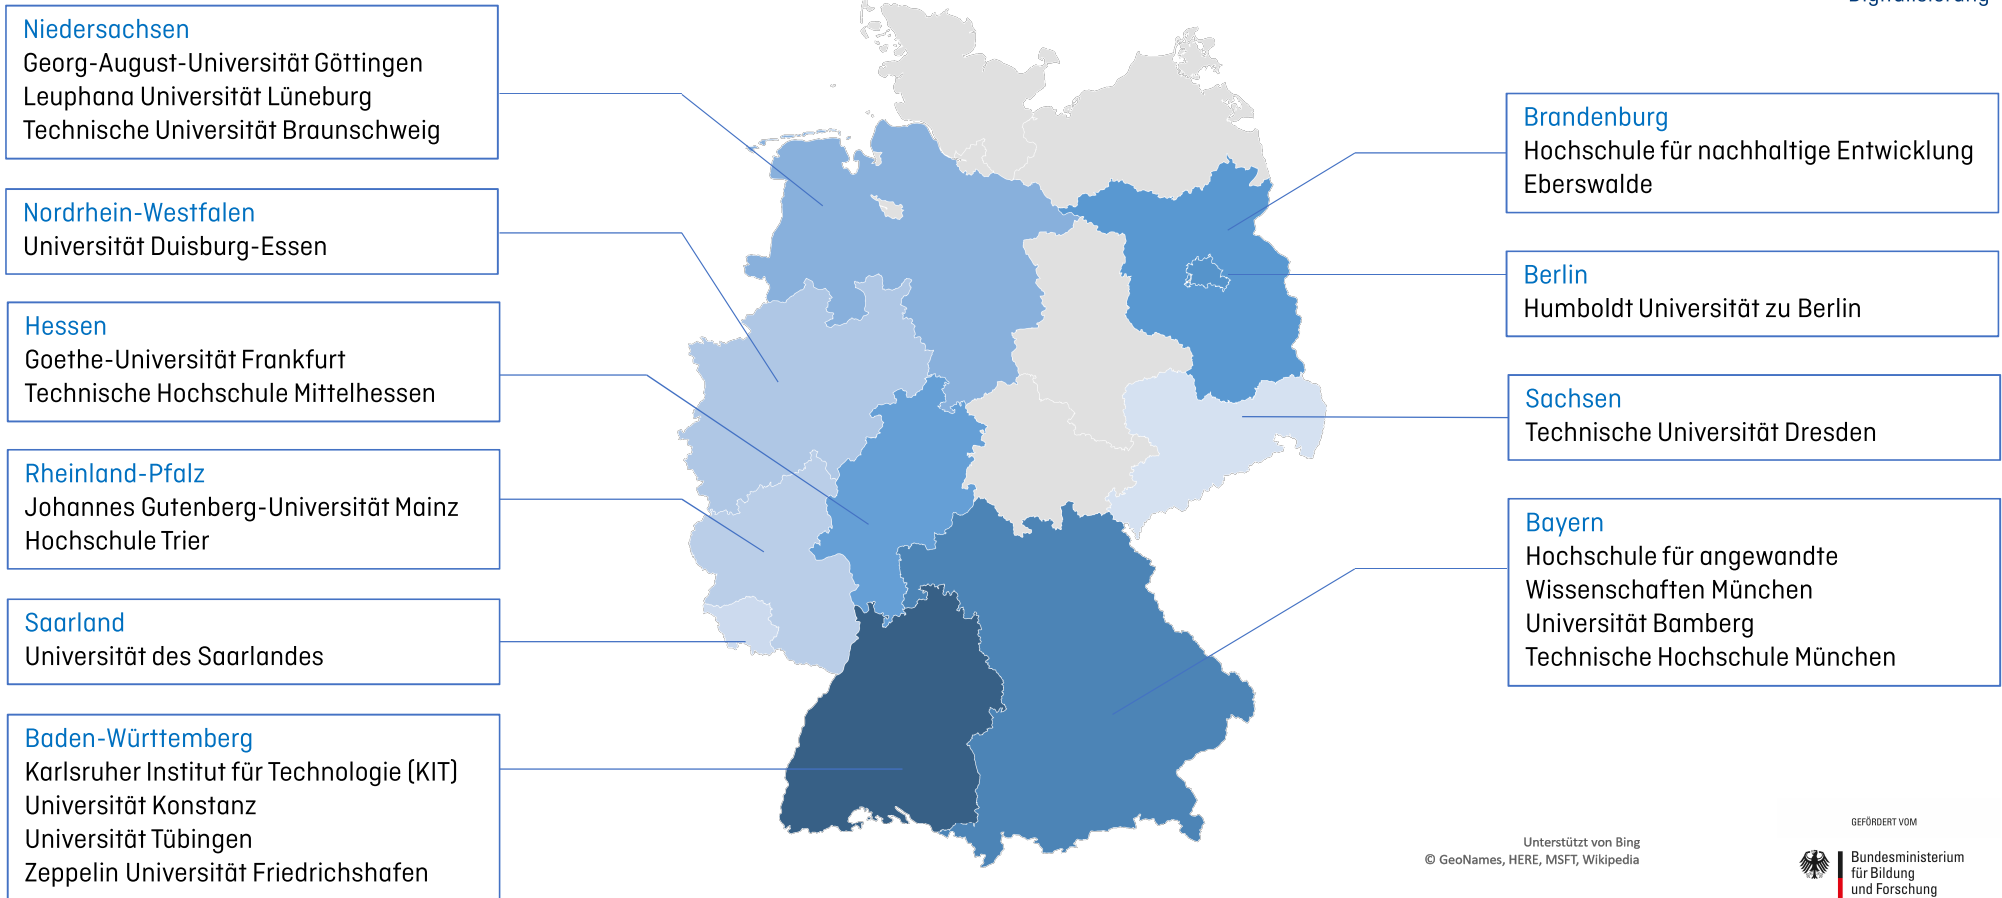 Digitalisierung
Niedersachsen
Georg-August-Universität Göttingen
Leuphana Universität Lüneburg
Technische Universität Braunschweig
Nordrhein-Westfalen
Universität Duisburg-Essen
Hessen
Goethe-Universität Frankfurt
Technische Hochschule Mittelhessen
Rheinland-Pfalz
Johannes Gutenberg-Universität Mainz
Hochschule Trier
Saarland
Universität des Saarlandes
Baden-Württemberg
Karlsruher Institut für Technologie (KIT)
Universität Konstanz
Universität Tübingen
Zeppelin Universität Friedrichshafen
Brandenburg
Hochschule für nachhaltige Entwicklung
Eberswalde
Berlin
Humboldt Universität zu Berlin
Sachsen
Technische Universität Dresden
Bayern
Hochschule für angewandte
Wissenschaften München
Universität Bamberg
Technische Hochschule München
Unterstützt von Bing
© GeoNames, HERE, MSFT, Wikipedia
GEFÖRDERT VOM
Bundesministerium
für Bildung
und Forschung